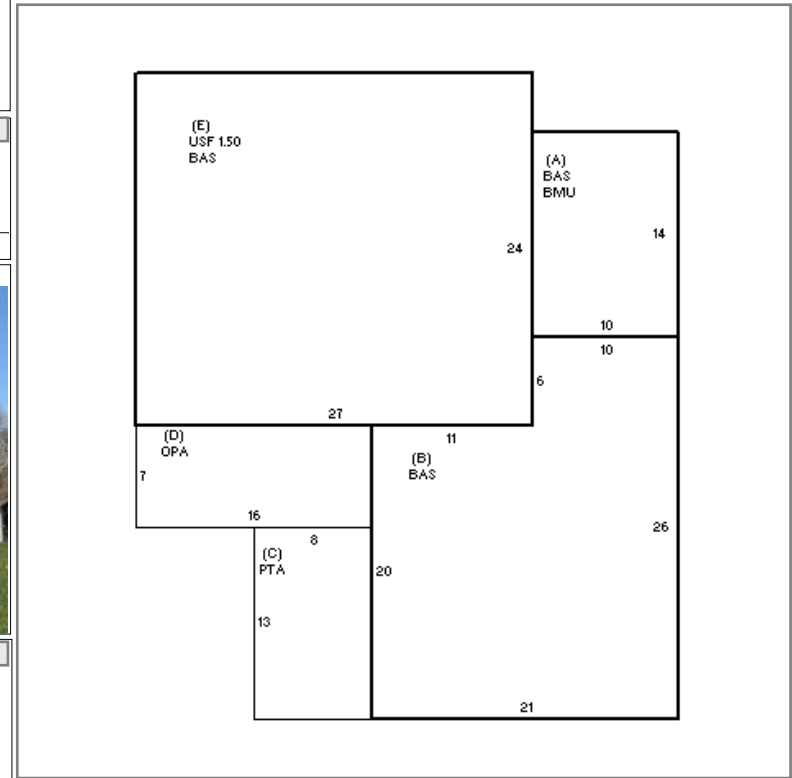 (E)
USF 1.50
BAS
(A)
BAS
BMU
14
24
10
10
6
27
11
(D)
OPA
7
(B)
BAS
16
8
26
(C)
PTA
20
13
21